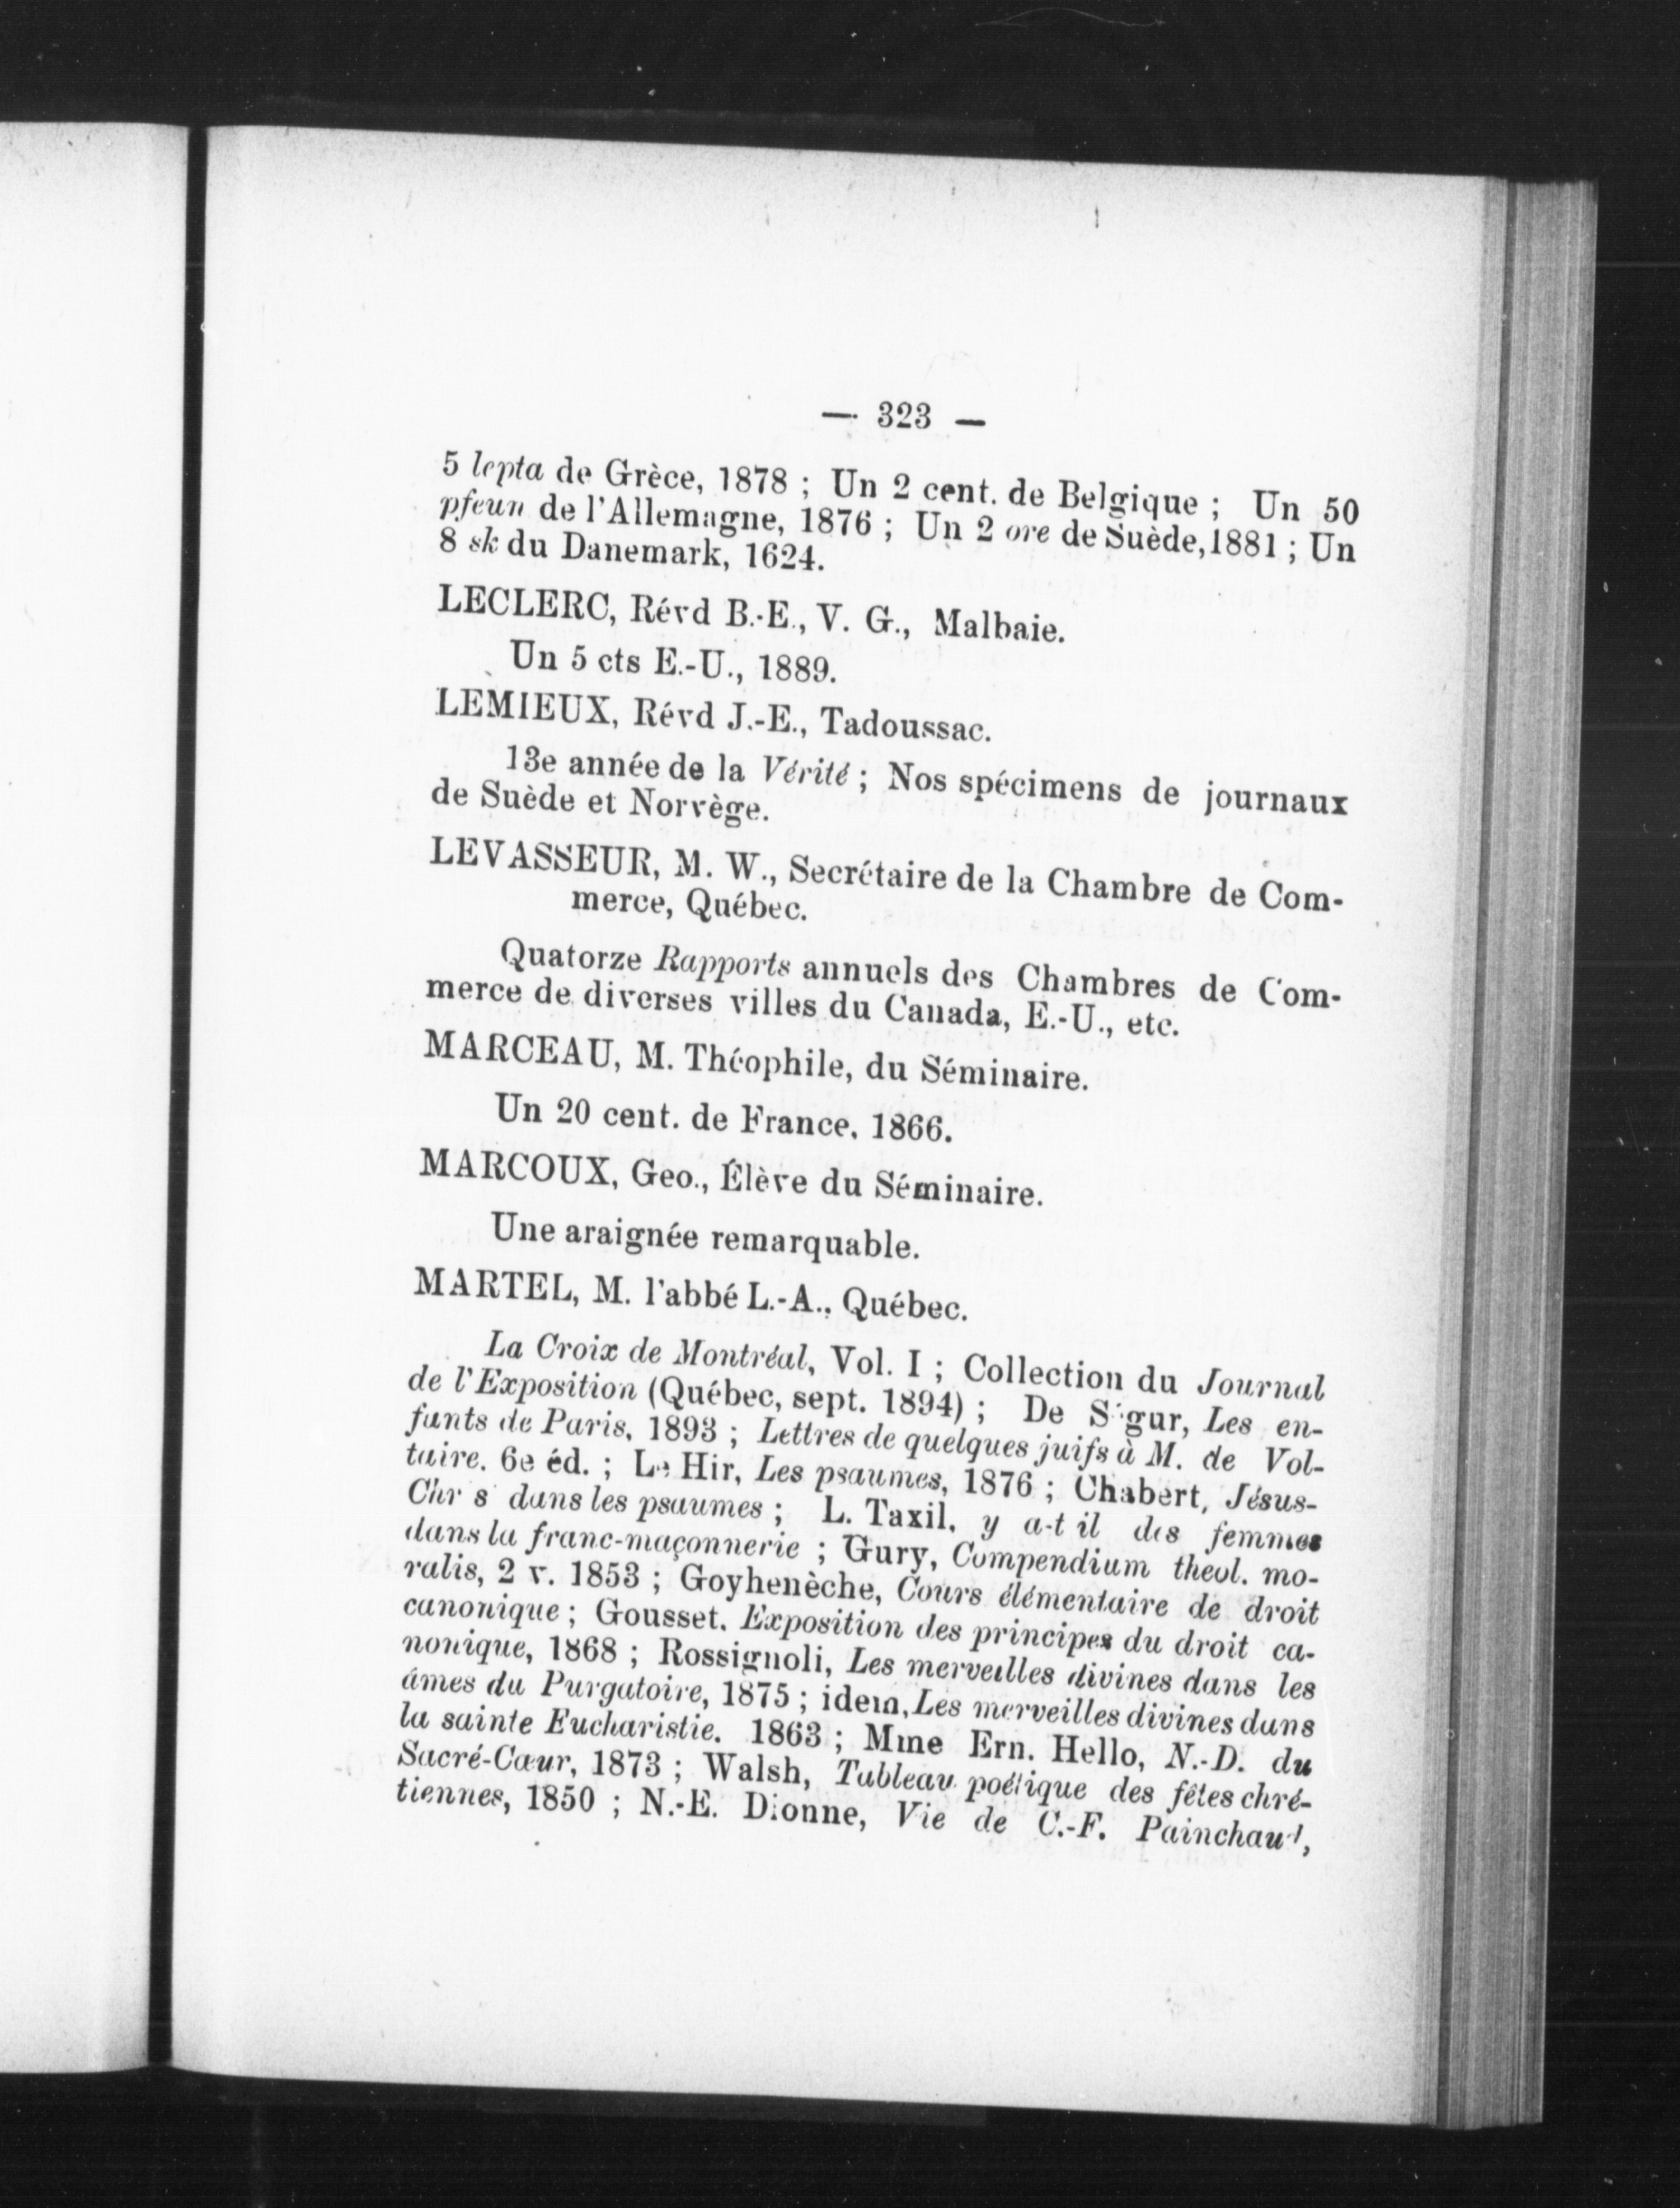 — 323 —
5 lepta de Grèce, 1878 ; Un 2 cent. de Belgique ; Un 50
pfeun de l'Allemagne, 1876 ; Un 2 ore de Suède, 1881 ; Un
8 sk du Danemark, 1624.
LECLERC, Révd B.-E., V. G., Malbaie.
Un 5 cts E.-U., 1889.
LEMIEUX, Révd J.-E., Tadoussac.
13e année de la Vérité ; Nos spécimens de journaux
de Suède et Norvège.
LEVASSEUR, M. W., Secrétaire de la Chambre de Com-
merce, Québec.
Quatorze Rapports annuels des Chambres de Com-
merce de diverses villes du Canada, E.-U., etc.
MARCEAU, M. Théophile, du Séminaire.
Un 20 cent. de France, 1866.
MARCOUX, Geo., Élève du Séminaire.
Une araignée remarquable.
MARTEL, M. l'abbé L.-A., Québec.
La Croix de Montréal, Vol. I ; Collection du Journal
de l'Exposition (Québec, sept. 1894) ; De Ségur, Les en-
fants de Paris, 1893 ; Lettres de quelques juifs à M. de Vol-
taire. 6e éd. ; Le Hir, Les psaumes, 1876 ; Chabert, Jésus-
Chr s dans les psaumes ; L. Taxil, y a-t il des femmes
dans la franc-maçonnerie ; Gury, Compendium theol. mo-
ralis, 2 v. 1853 ; Goyhenèche, Cours élémentaire de droit
canonique ; Gousset. Exposition des principes du droit ca-
nonique, 1868 ; Rossignoli, Les merveilles divines dans les
âmes du Purgatoire, 1875 ; idem, Les merveilles divines dans
la sainte Eucharistie. 1863 ; Mme Ern. Hello, N.-D. du
Sacré-Cœur, 1873 ; Walsh, Tableau poétique des fêtes chré-
tiennes, 1850 ; N.-E. Dionne, Vie de C.-F. Painchaud,